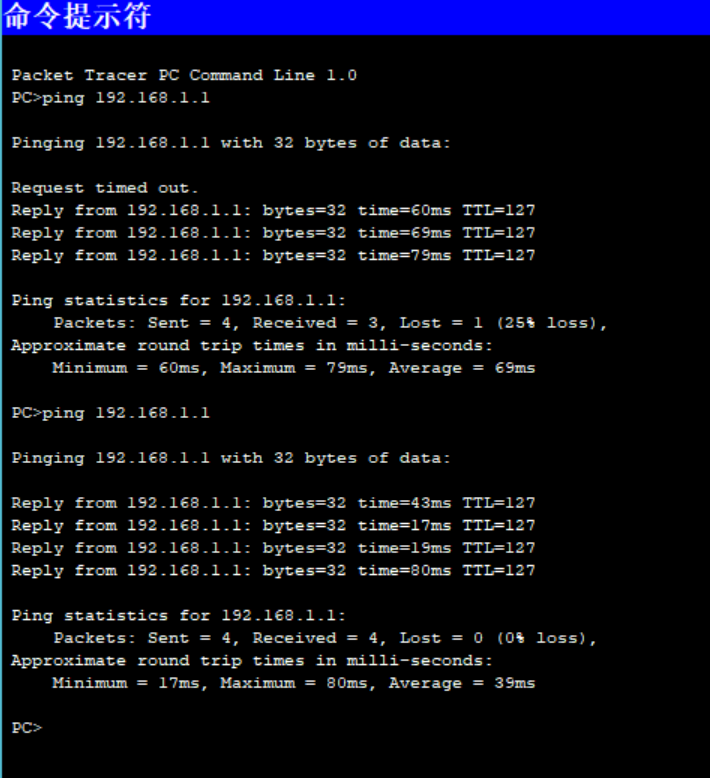 命令提示符
Packet Tracer PC Command Line 1.0
PC>ping 192.168.1.1
Pinging 192.168.1.1 with 32 bytes of data:
Request timed out.
Reply from 192.168.1.1: bytes=32 time=60ms TTL=127
Reply from 192.168.1.1: bytes=32 time=69ms TTL=127
Reply from 192.168.1.1: bytes=32 time=79ms TTL=127
Ping statistics for 192.168.1.1:
Packets: Sent = 4, Received = 3, Lost = 1 (25% loss),
Approximate round trip times in milli-seconds:
Minimum = 60ms, Maximum = 79ms, Average = 69ms
PC>ping 192.168.1.1
Pinging 192.168.1.1 with 32 bytes of data:
Reply from 192.168.1.1: bytes=32 time=43ms TTL=127
Reply from 192.168.1.1: bytes=32 time=17ms TTL=127
Reply from 192.168.1.1: bytes=32 time=19ms TTL=127
Reply from 192.168.1.1: bytes=32 time=80ms TTL=127
Ping statistics for 192.168.1.1:
Packets: Sent = 4, Received = 4, Lost = 0 (0% loss),
Approximate round trip times in milli-seconds:
Minimum = 17ms, Maximum = 80ms, Average = 39ms
PC>